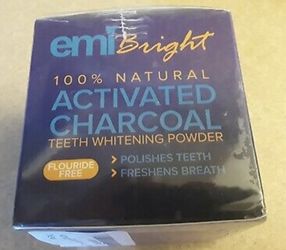 emi Bright
100% NATURAL
ACTIVATED
CHARCOAL
TEETH WHITENING POWDER
FLOURIDE
FREE
› POLISHES TEETH
› FRESHENS BREATH